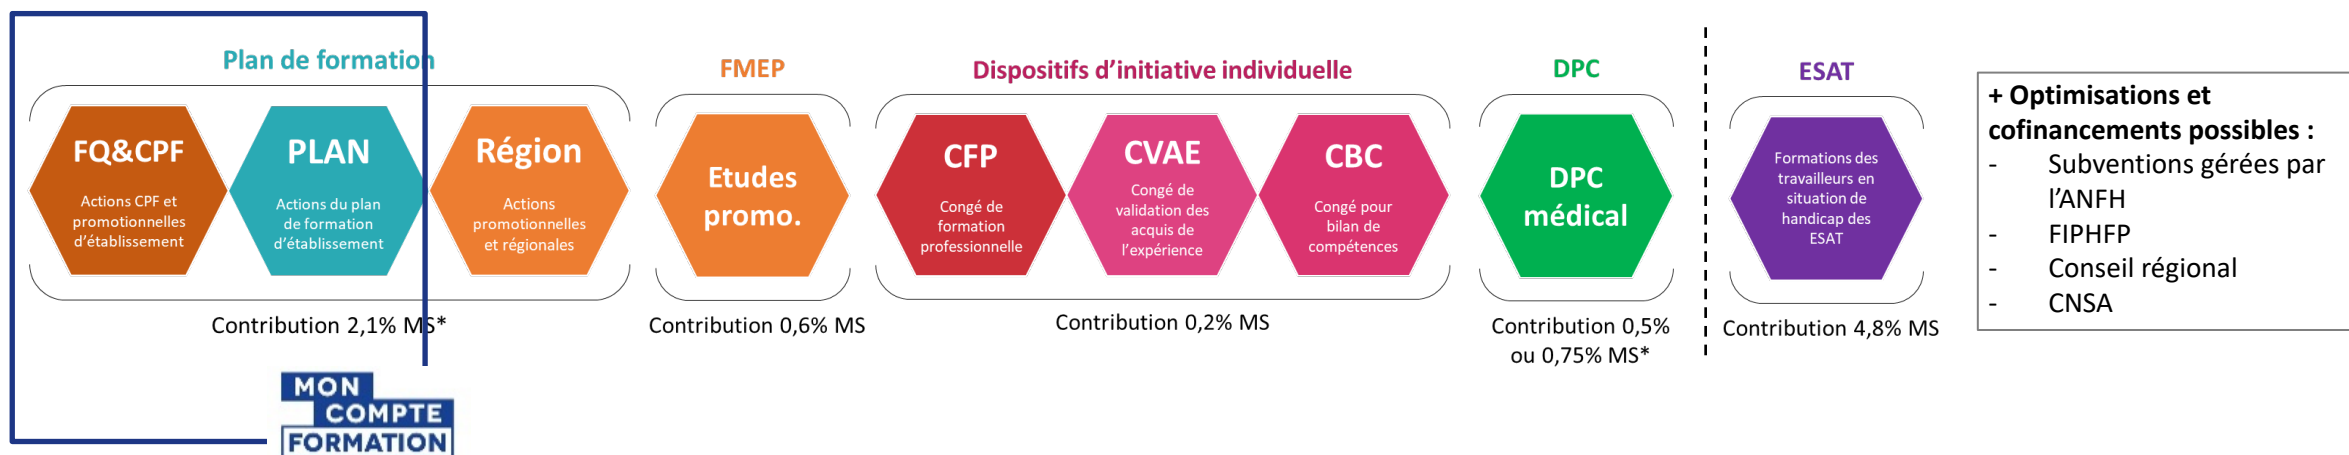 Plan de formation
FQ&CPF
Actions CPF et
promotionnelles
d’établissement
PLAN
Actions du plan
de formation
d’établissement
Région
Actions
promotionnelles
et régionales
Contribution 2,1% MS*
MON
COMPTE
FORMATION
FMEP
Etudes
promo.
Contribution 0,6% MS
Dispositifs d’initiative individuelle
CFP
Congé de
formation
professionnelle
CVAE
Congé de
validation des
acquis de
l’expérience
CBC
Congé pour
bilan de
compétences
Contribution 0,2% MS
DPC
DPC
médical
Contribution 0,5%
ou 0,75% MS*
ESAT
Formations des
travailleurs en
situation de
handicap des
ESAT
Contribution 4,8% MS
+ Optimisations et
cofinancements possibles :
- Subventions gérées par
l’ANFH
- FIPHFP
- Conseil régional
- CNSA